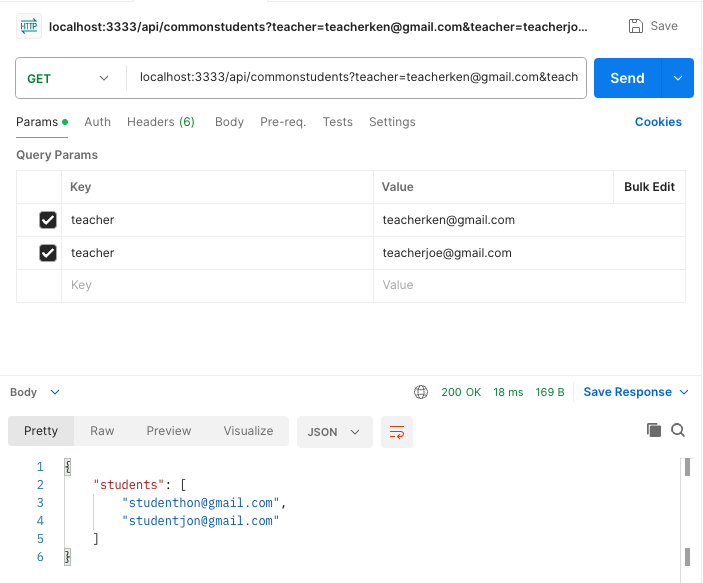 HTTP localhost:3333/api/commonstudents?teacher=teacherken@gmail.com&teacher=teacherjo... Save
GET localhost:3333/api/commonstudents?teacher=teacherken@gmail.com&teach Send
Params Auth Headers (6) Body Pre-req. Tests Settings Cookies
Query Params
Key Value Bulk Edit
teacher teacherken@gmail.com
teacher teacherjoe@gmail.com
Key Value
Body 200 OK 18 ms 169 B Save Response
Pretty Raw Preview Visualize JSON
1 {
2 "students": [
3 "studenthon@gmail.com",
4 "studentjon@gmail.com"
5 ]
6 }